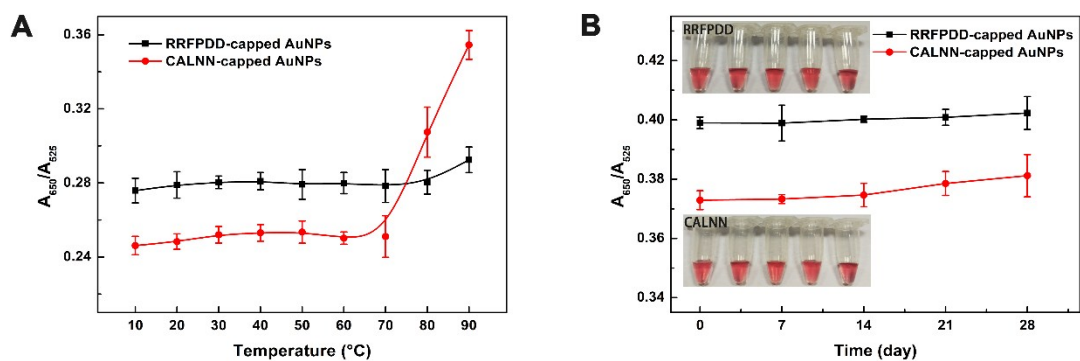 A
RRFPDD-capped AuNPs
CALNN-capped AuNPs
0.36
0.32
0.28
0.24
A650/A525
10 20 30 40 50 60 70 80 90
Temperature (°C)
B
RRFPDD
RRFPDD-capped AuNPs
CALNN-capped AuNPs
0.42
0.40
0.38
0.36
0.34
A650/A525
CALNN
0 7 14 21 28
Time (day)